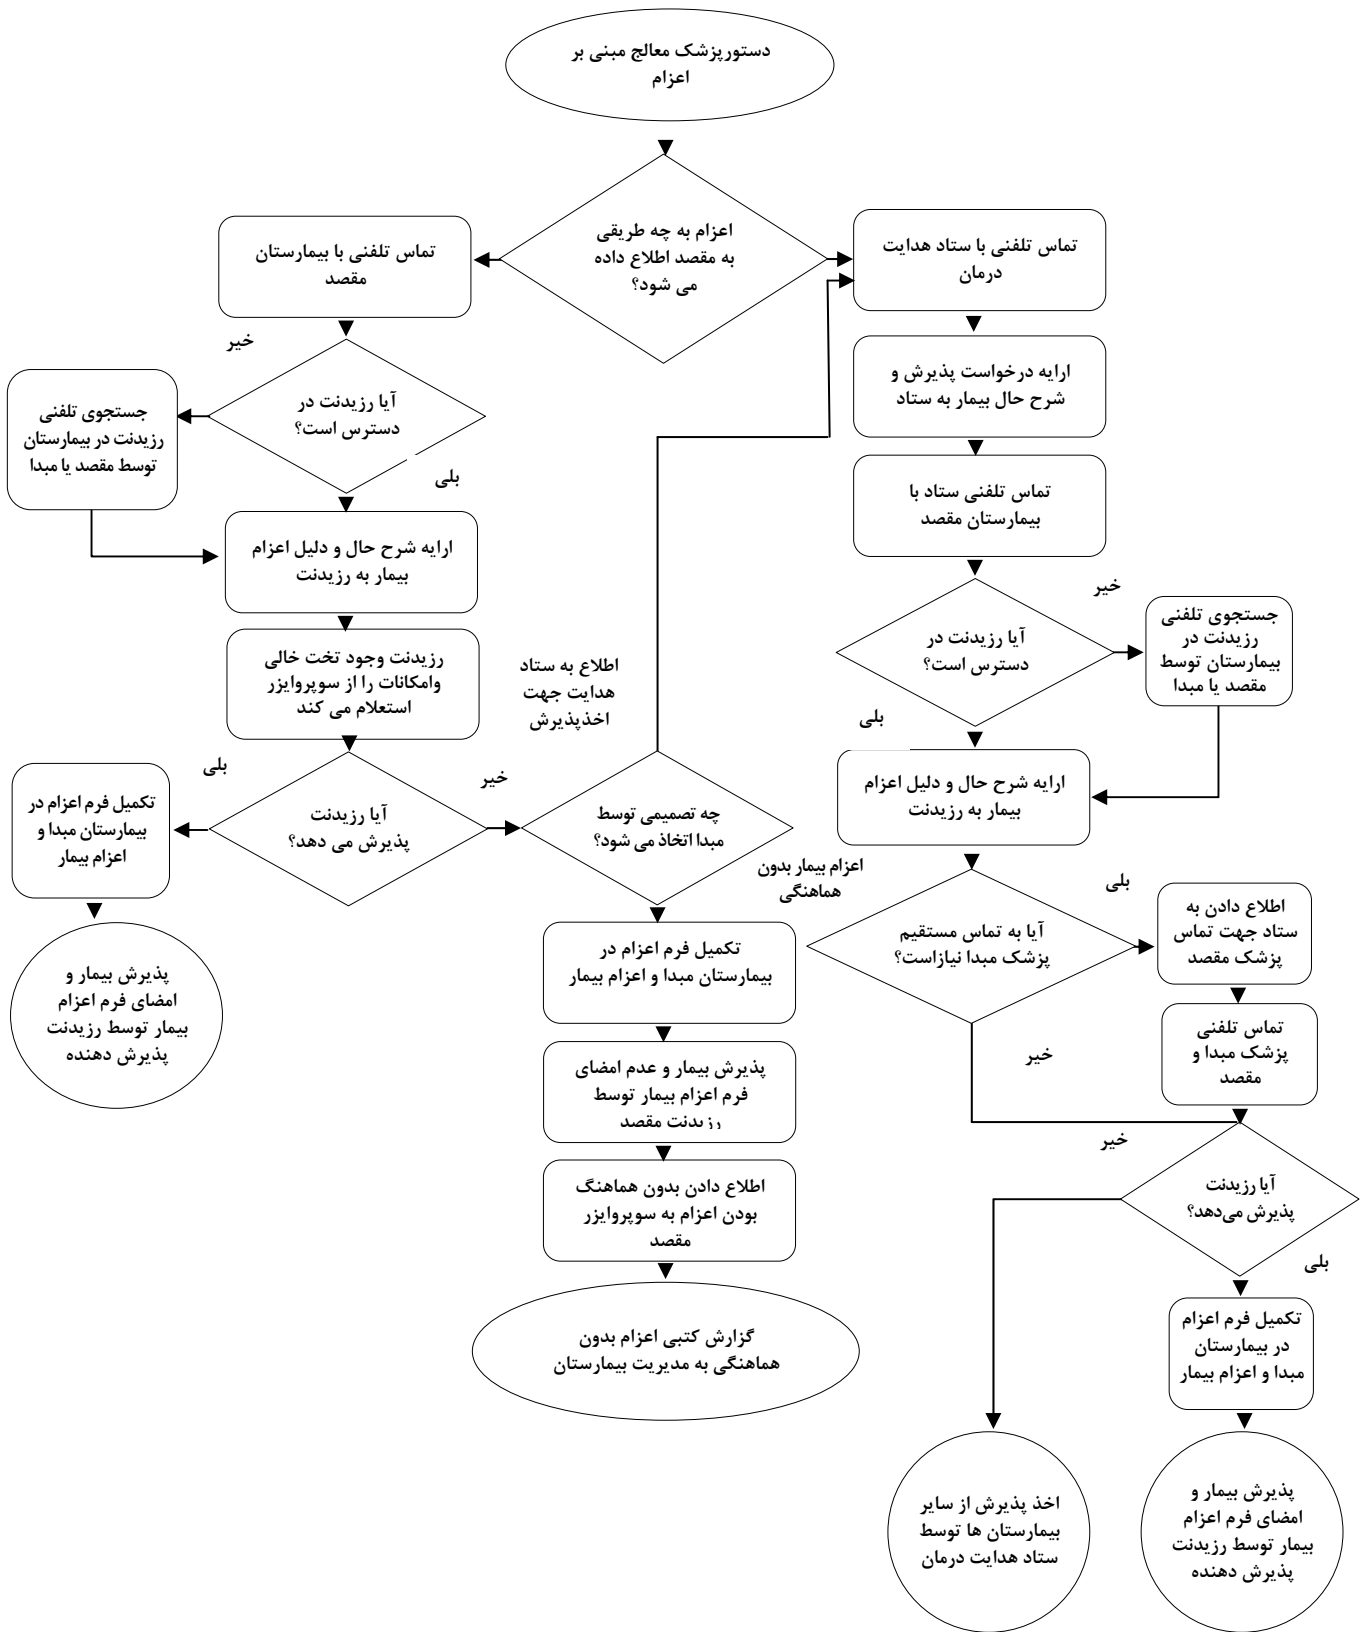 دستورپزشک معالج مبنی بر
اعزام
اعزام به چه طریقی
به مقصد اطلاع داده
می شود؟
تماس تلفنی با ستاد هدایت
درمان
تماس تلفنی با بیمارستان
مقصد
خیر
ارایه درخواست پذیرش و
شرح حال بیمار به ستاد
آیا رزیدنت در
دسترس است؟
جستجوی تلفنی
رزیدنت در بیمارستان
توسط مقصد یا مبدا
بلی
تماس تلفنی ستاد با
بیمارستان مقصد
ارایه شرح حال و دلیل اعزام
بیمار به رزیدنت
خیر
آیا رزیدنت در
دسترس است؟
جستجوی تلفنی
رزیدنت در
بیمارستان توسط
مقصد یا مبدا
رزیدنت وجود تخت خالی
وامکانات را از سوپروایزر
استعلام می کند
اطلاع به ستاد
هدایت جهت
اخذپذیرش
بلی
بلی
خیر
ارایه شرح حال و دلیل اعزام
بیمار به رزیدنت
تکمیل فرم اعزام در
بیمارستان مبدا و
اعزام بیمار
آیا رزیدنت
پذیرش می دهد؟
چه تصمیمی توسط
مبدا اتخاذ می شود؟
اعزام بیمار بدون
هماهنگی
بلی
اطلاع دادن به
ستاد جهت تماس
پزشک مقصد
آیا به تماس مستقیم
پزشک مبدا نیازاست؟
تکمیل فرم اعزام در
بیمارستان مبدا و اعزام بیمار
پذیرش بیمار و
امضای فرم اعزام
بیمار توسط رزیدنت
پذیرش دهنده
تماس تلفنی
پزشک مبدا و
مقصد
خیر
پذیرش بیمار و عدم امضای
فرم اعزام بیمار توسط
رزیدنت مقصد
خیر
آیا رزیدنت
پذیرش می‌دهد؟
اطلاع دادن بدون هماهنگ
بودن اعزام به سوپروایزر
مقصد
بلی
تکمیل فرم اعزام
در بیمارستان
مبدا و اعزام بیمار
گزارش کتبی اعزام بدون
هماهنگی به مدیریت بیمارستان
اخذ پذیرش از سایر
بیمارستان ها توسط
ستاد هدایت درمان
پذیرش بیمار و
امضای فرم اعزام
بیمار توسط رزیدنت
پذیرش دهنده